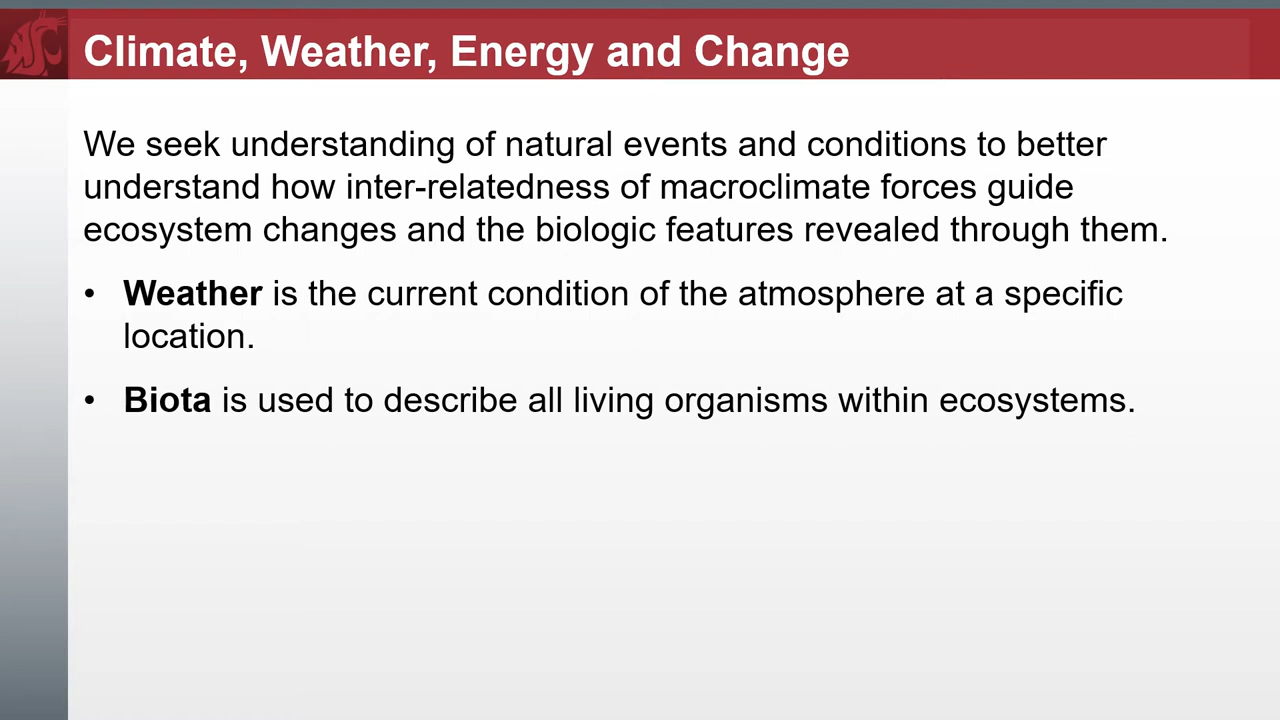 Climate, Weather, Energy and Change
We seek understanding of natural events and conditions to better
understand how inter-relatedness of macroclimate forces guide
ecosystem changes and the biologic features revealed through them.
• Weather is the current condition of the atmosphere at a specific
location.
• Biota is used to describe all living organisms within ecosystems.